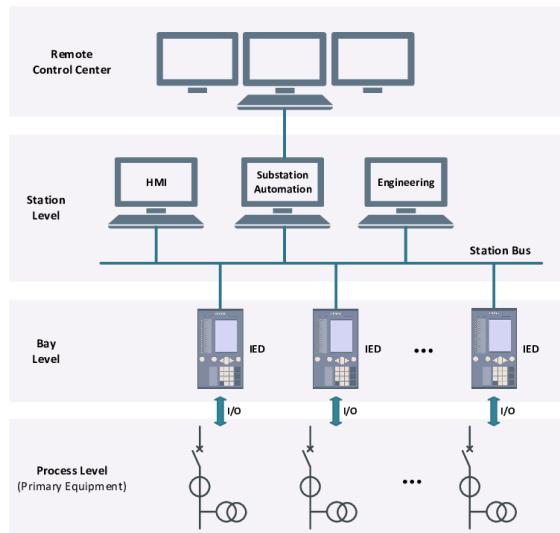 Remote
Control Center
HMI
Substation
Automation
Engineering
Station
Level
Station Bus
Bay
Level
IED
IED
...
IED
I/O
I/O
I/O
Process Level
(Primary Equipment)
...